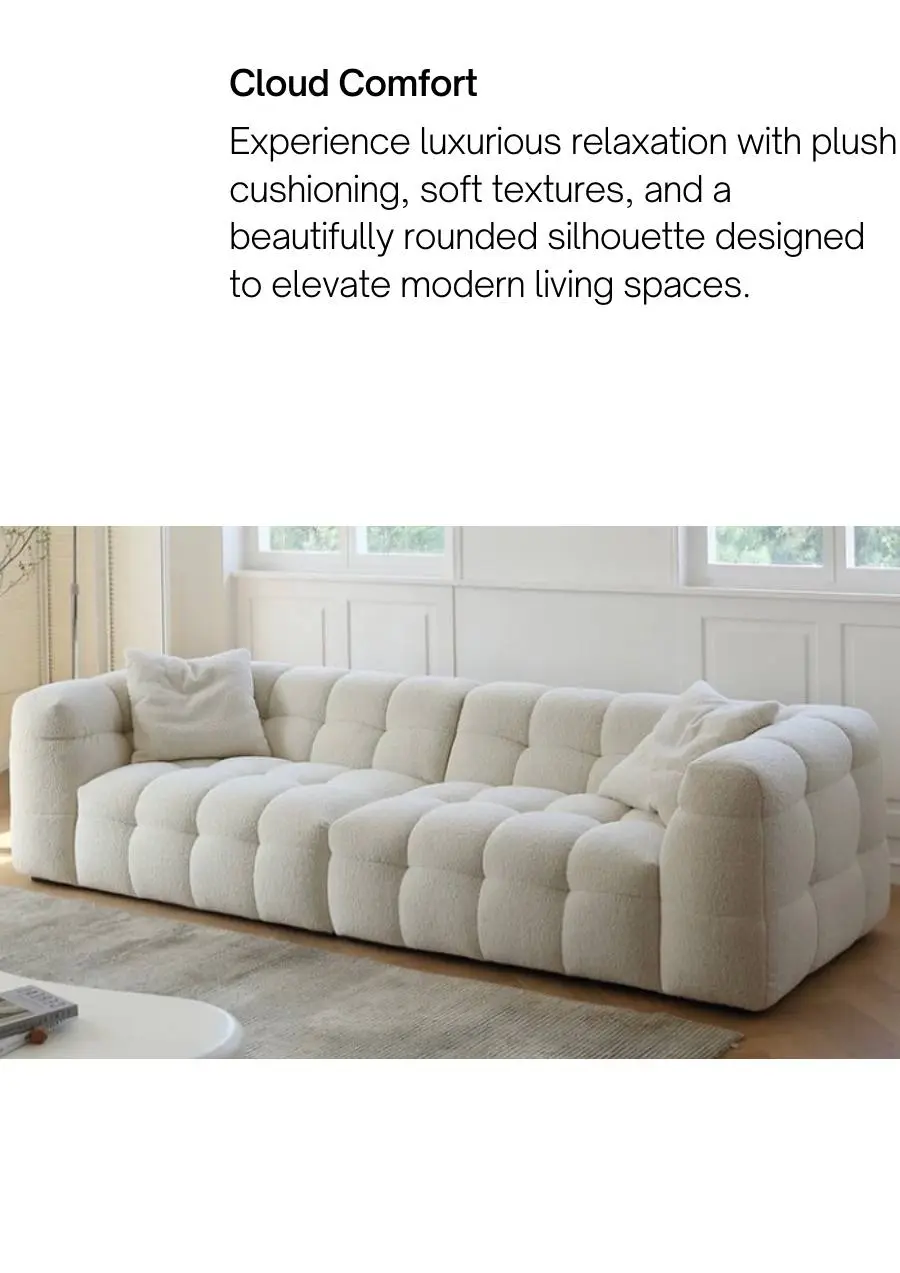 Cloud Comfort
Experience luxurious relaxation with plush
cushioning, soft textures, and a
beautifully rounded silhouette designed
to elevate modern living spaces.